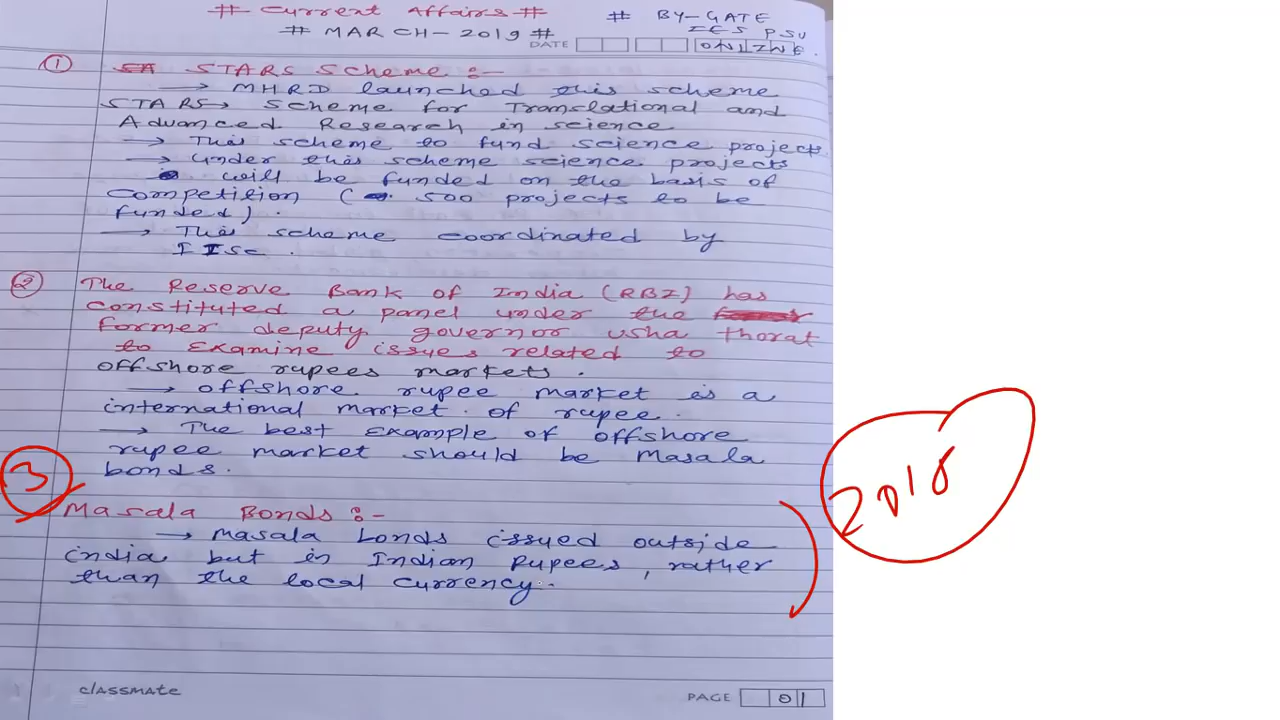 # Current Affairs #
# MARCH-2019 #
# BY-GATE
IES PSU
DATE ON1IZWE.
① STARS Scheme :-
→ MHRD launched this scheme
STARS → Scheme for Translational and
Advanced Research in science
→ This scheme to fund science projects
→ under this scheme science projects
will be funded on the basis of
Competition ( 500 projects to be
funded) .
→ This scheme coordinated by
IISc .
② The Reserve Bank of India (RBI) has
constituted a panel under the
former deputy governor usha thorat
to examine issues related to
offshore rupees markets .
→ offshore rupee market is a
international market of rupee.
→ The best example of offshore
rupee market should be Masala
bonds.
③ Masala Bonds :-
→ Masala bonds issued outside
india but in Indian Rupees, rather
than the local currency.
2018
classmate
PAGE 01